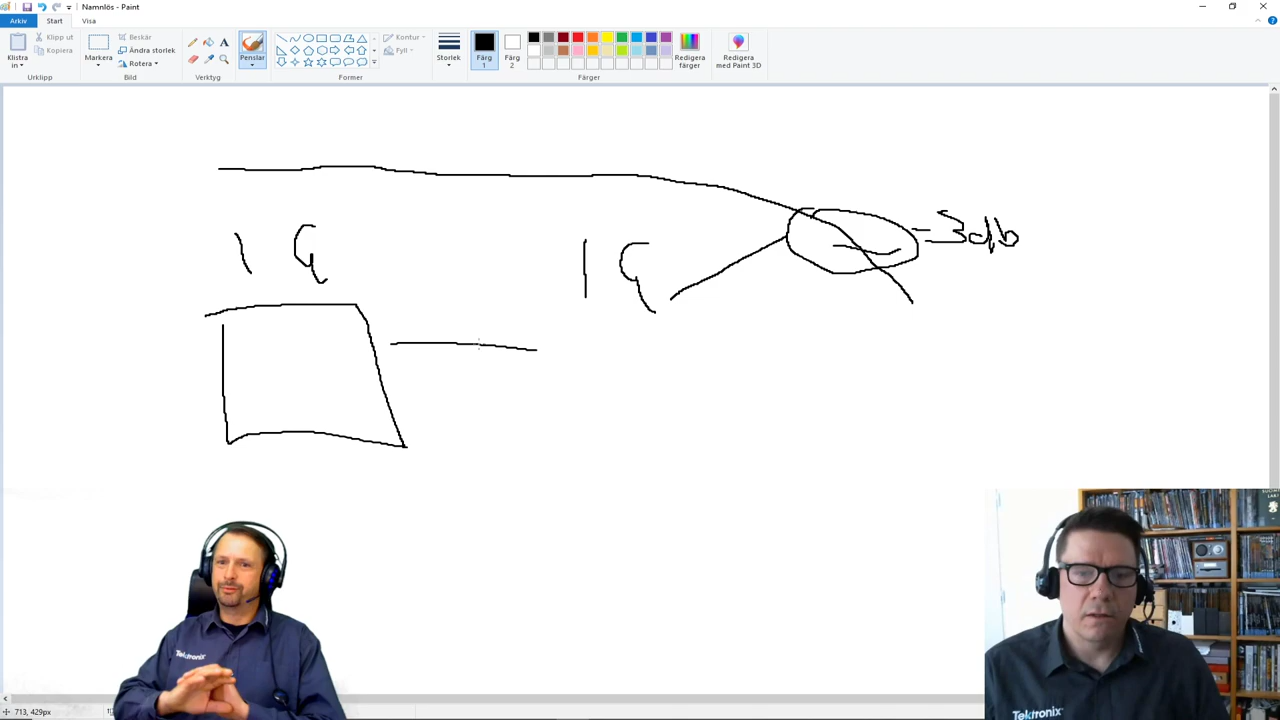 Namnlös - Paint
Arkiv Start Visa
Klistra in
Klipp ut
Kopiera
Urklipp
Markera
Beskär
Ändra storlek
Rotera
Bild
A
Verktyg
Penslar
Kontur
Fyll
Former
Storlek
Färg 1
Färg 2
Redigera färger
Färger
Redigera med Paint 3D
-3db
1 G
1 G
Tektronix
Tektronix
713, 429px